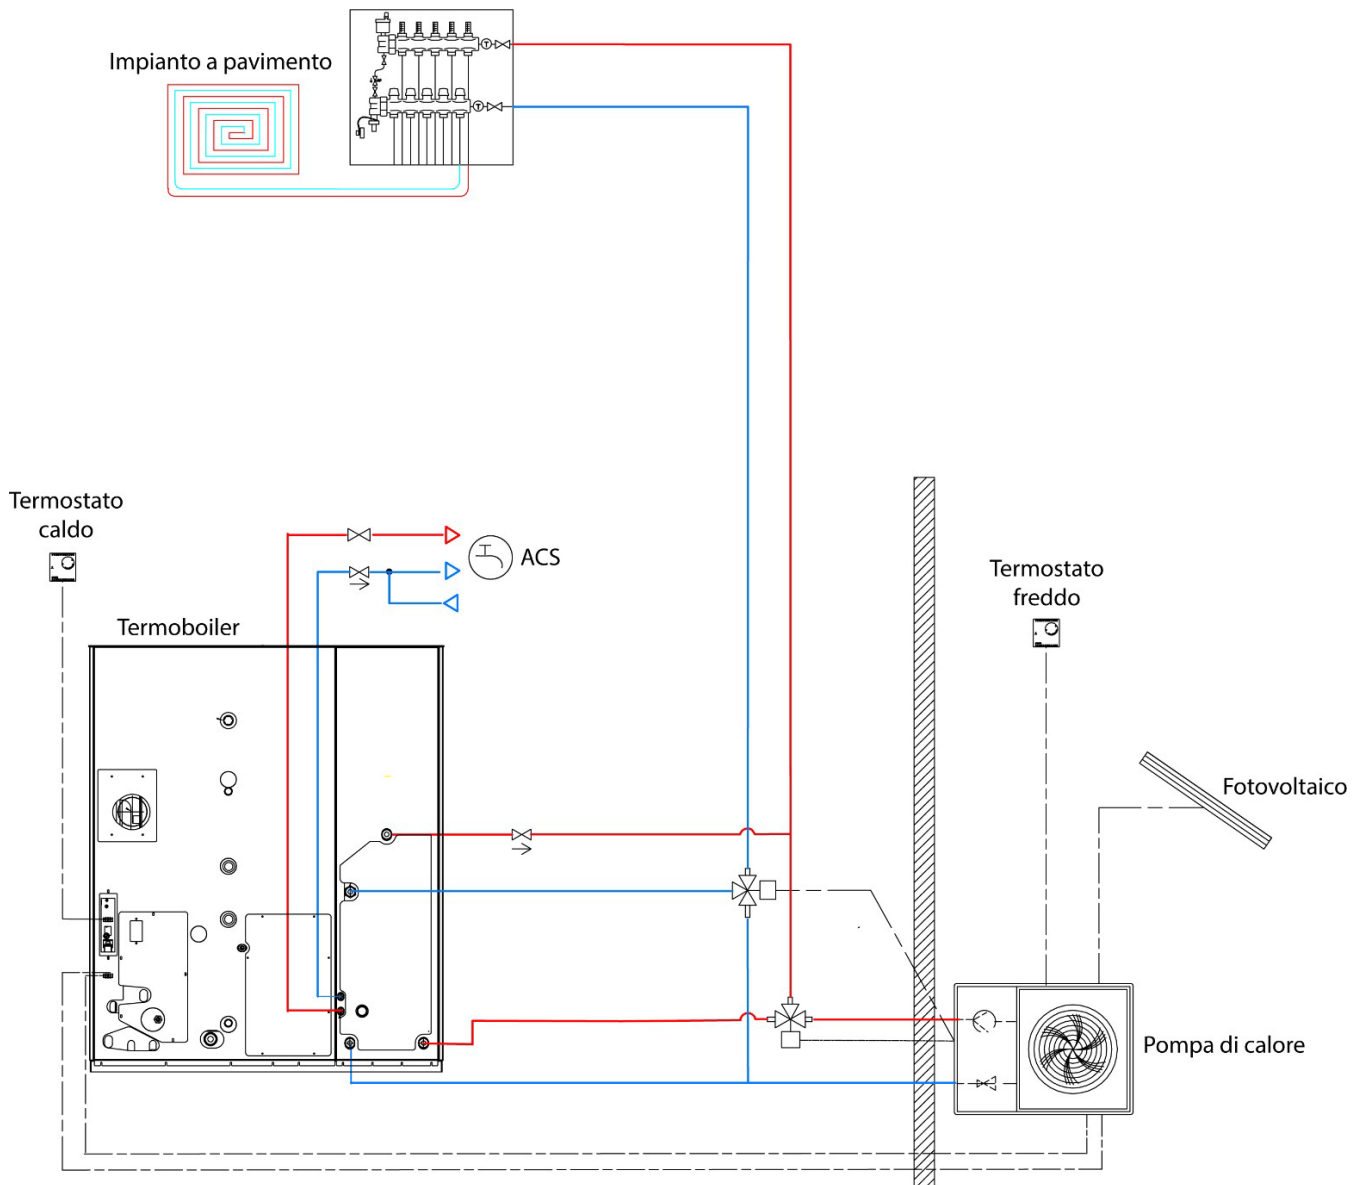 Impianto a pavimento
T
T
Termostato
caldo
ACS
Termostato
freddo
Termoboiler
Fotovoltaico
Pompa di calore